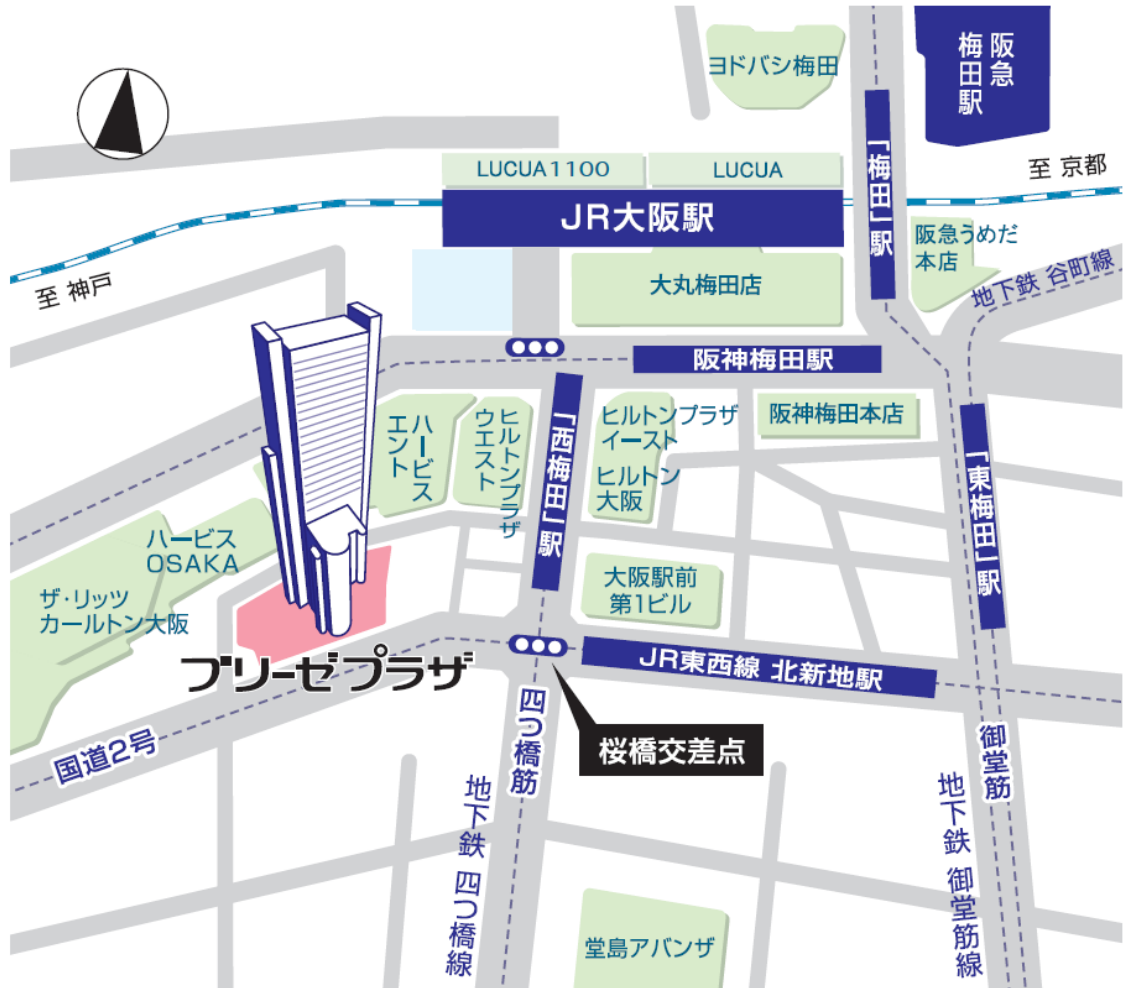 ヨドバシ梅田
阪急
梅田駅
「梅田」駅
至 京都
LUCUA1100
LUCUA
JR大阪駅
阪急うめだ
本店
大丸梅田店
地下鉄 谷町線
至 神戸
阪神梅田駅
ハービス
エント
ヒルトンプラザ
ウエスト
「西梅田」駅
ヒルトンプラザ
イースト
ヒルトン
大阪
阪神梅田本店
「東梅田」駅
ハービス
OSAKA
ザ・リッツ
カールトン大阪
大阪駅前
第1ビル
ブリーゼプラザ
JR東西線 北新地駅
国道2号
四つ橋筋
桜橋交差点
御堂筋
地下鉄 四つ橋線
地下鉄 御堂筋線
堂島アバンザ